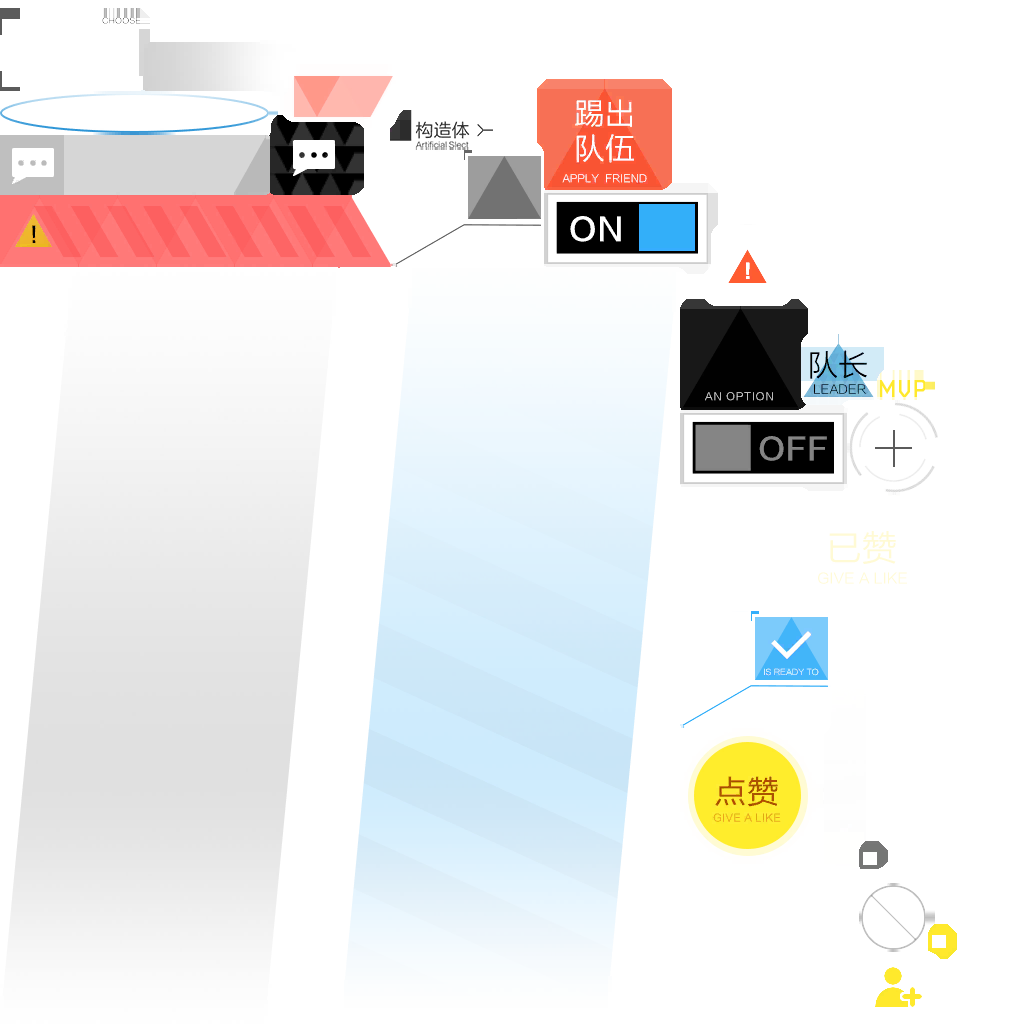 CHOOSE
构造体
Artificial Slect
踢出
队伍
APPLY FRIEND
ON
AN OPTION
队长
LEADER
MVP
OFF
已赞
GIVE A LIKE
IS READY TO
点赞
GIVE A LIKE